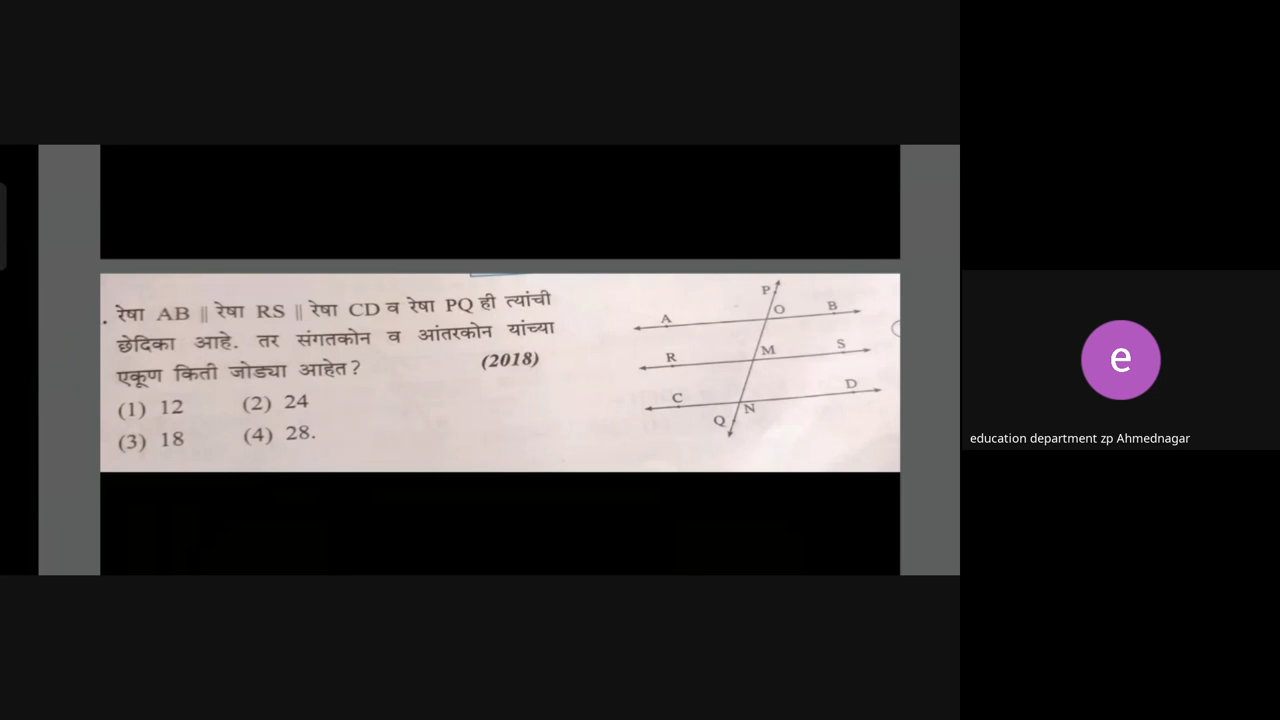 . रेषा AB || रेषा RS || रेषा CD व रेषा PQ ही त्यांची
छेदिका आहे. तर संगतकोन व आंतरकोन यांच्या
एकूण किती जोड्या आहेत? (2018)
(1) 12 (2) 24
(3) 18 (4) 28.
P
O
A
B
R
M
S
C
N
D
Q
e
education department zp Ahmednagar